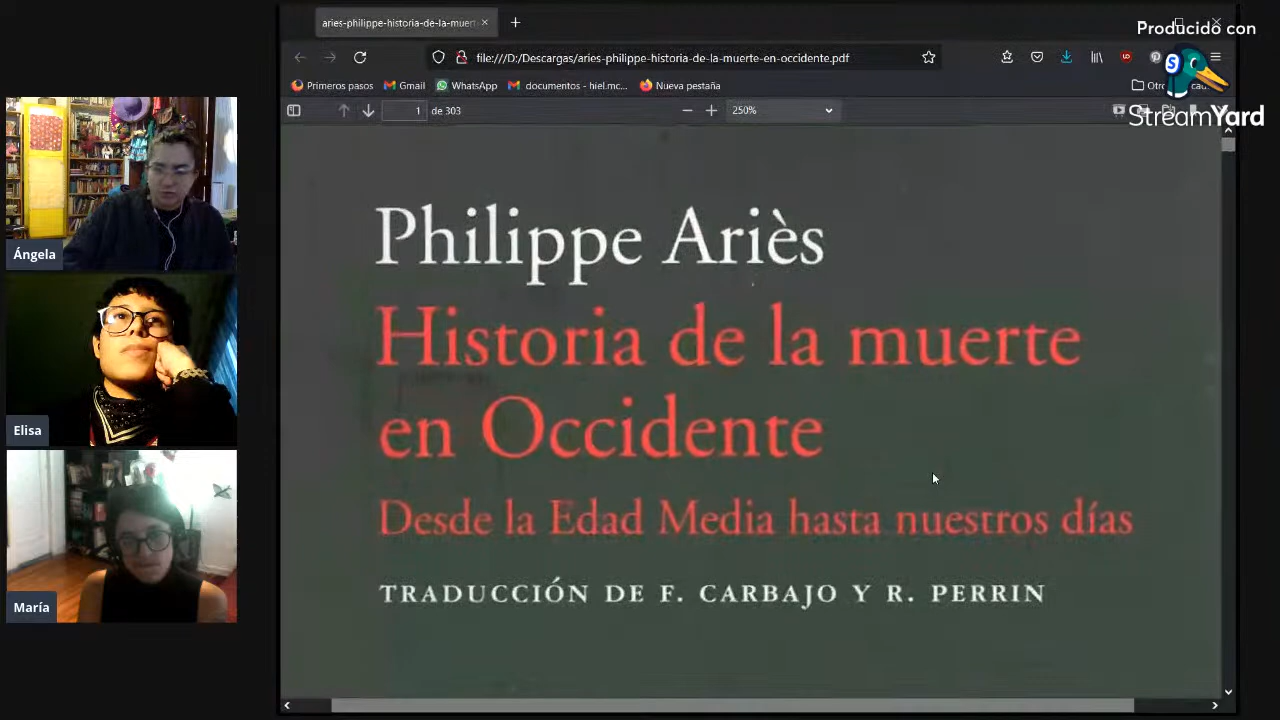 aries-philippe-historia-de-la-muert
Producido con
StreamYard
file:///D:/Descargas/aries-philippe-historia-de-la-muerte-en-occidente.pdf
Primeros pasos
Gmail
WhatsApp
documentos - hiel.mc...
Nueva pestaña
1 de 303
250%
Philippe Ariès
Historia de la muerte
en Occidente
Desde la Edad Media hasta nuestros días
TRADUCCIÓN DE F. CARBAJO Y R. PERRIN
Ángela
Elisa
María